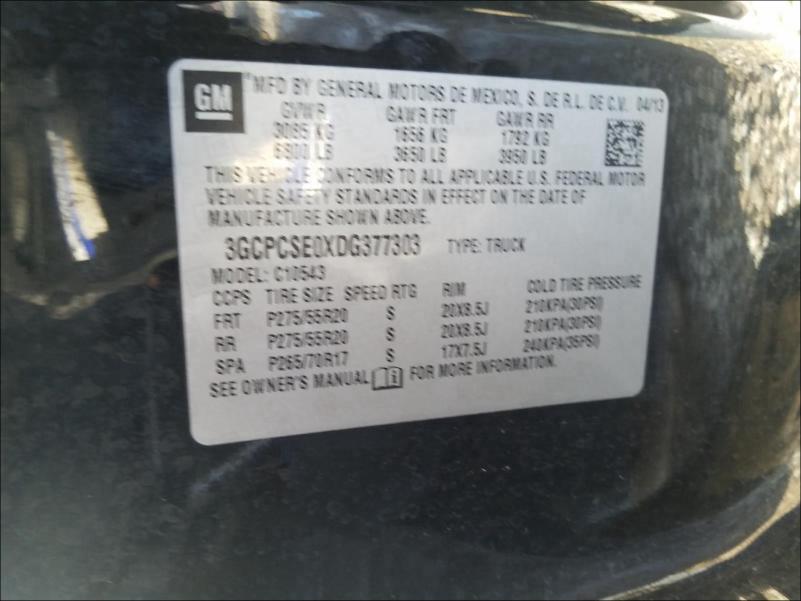 GM
MFD BY GENERAL MOTORS DE MEXICO, S. DE R.L. DE C.V. 04/13
GVWR GAWR FRT GAWR RR
3085 KG 1656 KG 1792 KG
6800 LB 3650 LB 3950 LB
THIS VEHICLE CONFORMS TO ALL APPLICABLE U.S. FEDERAL MOTOR
VEHICLE SAFETY STANDARDS IN EFFECT ON THE DATE OF
MANUFACTURE SHOWN ABOVE.
3GCPCSE0XDG377303 TYPE: TRUCK
MODEL: C10543
CCPS TIRE SIZE SPEED RTG RIM COLD TIRE PRESSURE
FRT P275/55R20 S 20X8.5J 210KPA(30PSI)
RR P275/55R20 S 20X8.5J 210KPA(30PSI)
SPA P265/70R17 S 17X7.5J 240KPA(35PSI)
SEE OWNER'S MANUAL FOR MORE INFORMATION.